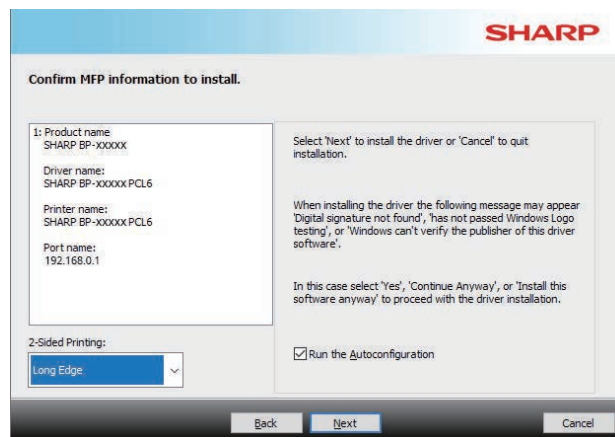 SHARP
Confirm MFP information to install.
1: Product name
SHARP BP-xxxxx
Driver name:
SHARP BP-xxxxx PCL6
Printer name:
SHARP BP-xxxxx PCL6
Port name:
192.168.0.1
2-Sided Printing:
Long Edge
Select 'Next' to install the driver or 'Cancel' to quit
installation.
When installing the driver the following message may appear
'Digital signature not found', 'has not passed Windows Logo
testing', or 'Windows can't verify the publisher of this driver
software'.
In this case select 'Yes', 'Continue Anyway', or 'Install this
software anyway' to proceed with the driver installation.
Run the Autoconfiguration
Back Next Cancel